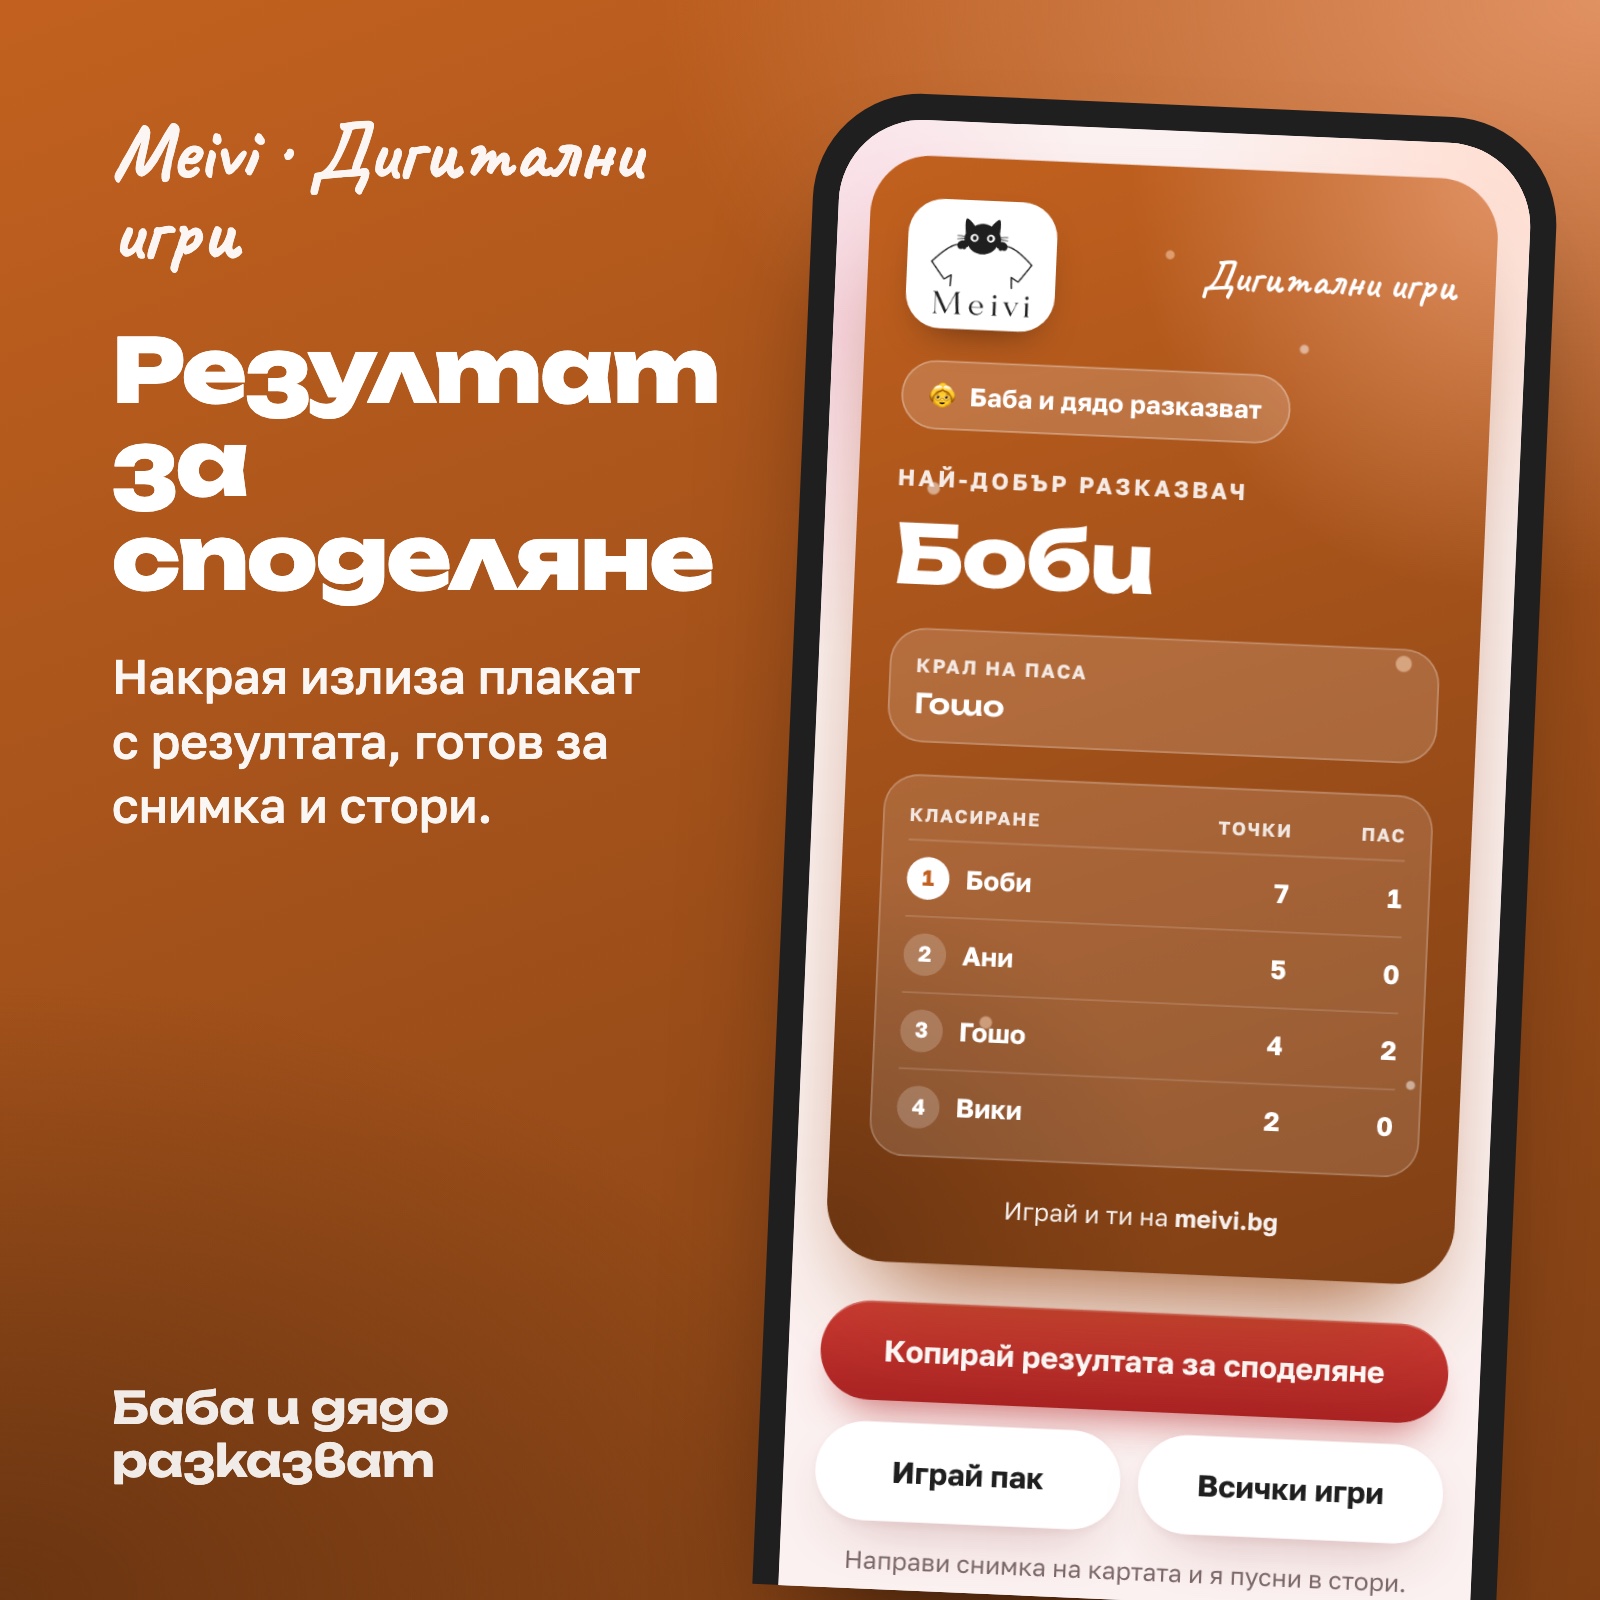 Meivi · Дигитални
игри
Резултат
за
споделяне
Накрая излиза плакат
с резултата, готов за
снимка и стори.
Баба и дядо
разказват
Meivi
Дигитални игри
👵 Баба и дядо разказват
НАЙ-ДОБЪР РАЗКАЗВАЧ
Боби
КРАЛ НА ПАСА
Гошо
КЛАСИРАНЕ ТОЧКИ ПАС
1 Боби 7 1
2 Ани 5 0
3 Гошо 4 2
4 Вики 2 0
Играй и ти на meivi.bg
Копирай резултата за споделяне
Играй пак Всички игри
Направи снимка на картата и я пусни в стори.